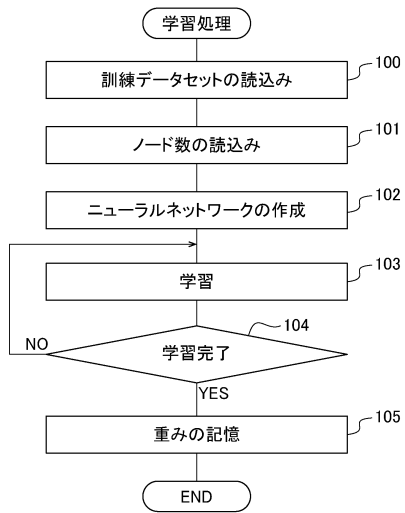 学習処理
訓練データセットの読込み
100
ノード数の読込み
101
ニューラルネットワークの作成
102
学習
103
104
学習完了
NO
YES
重みの記憶
105
END